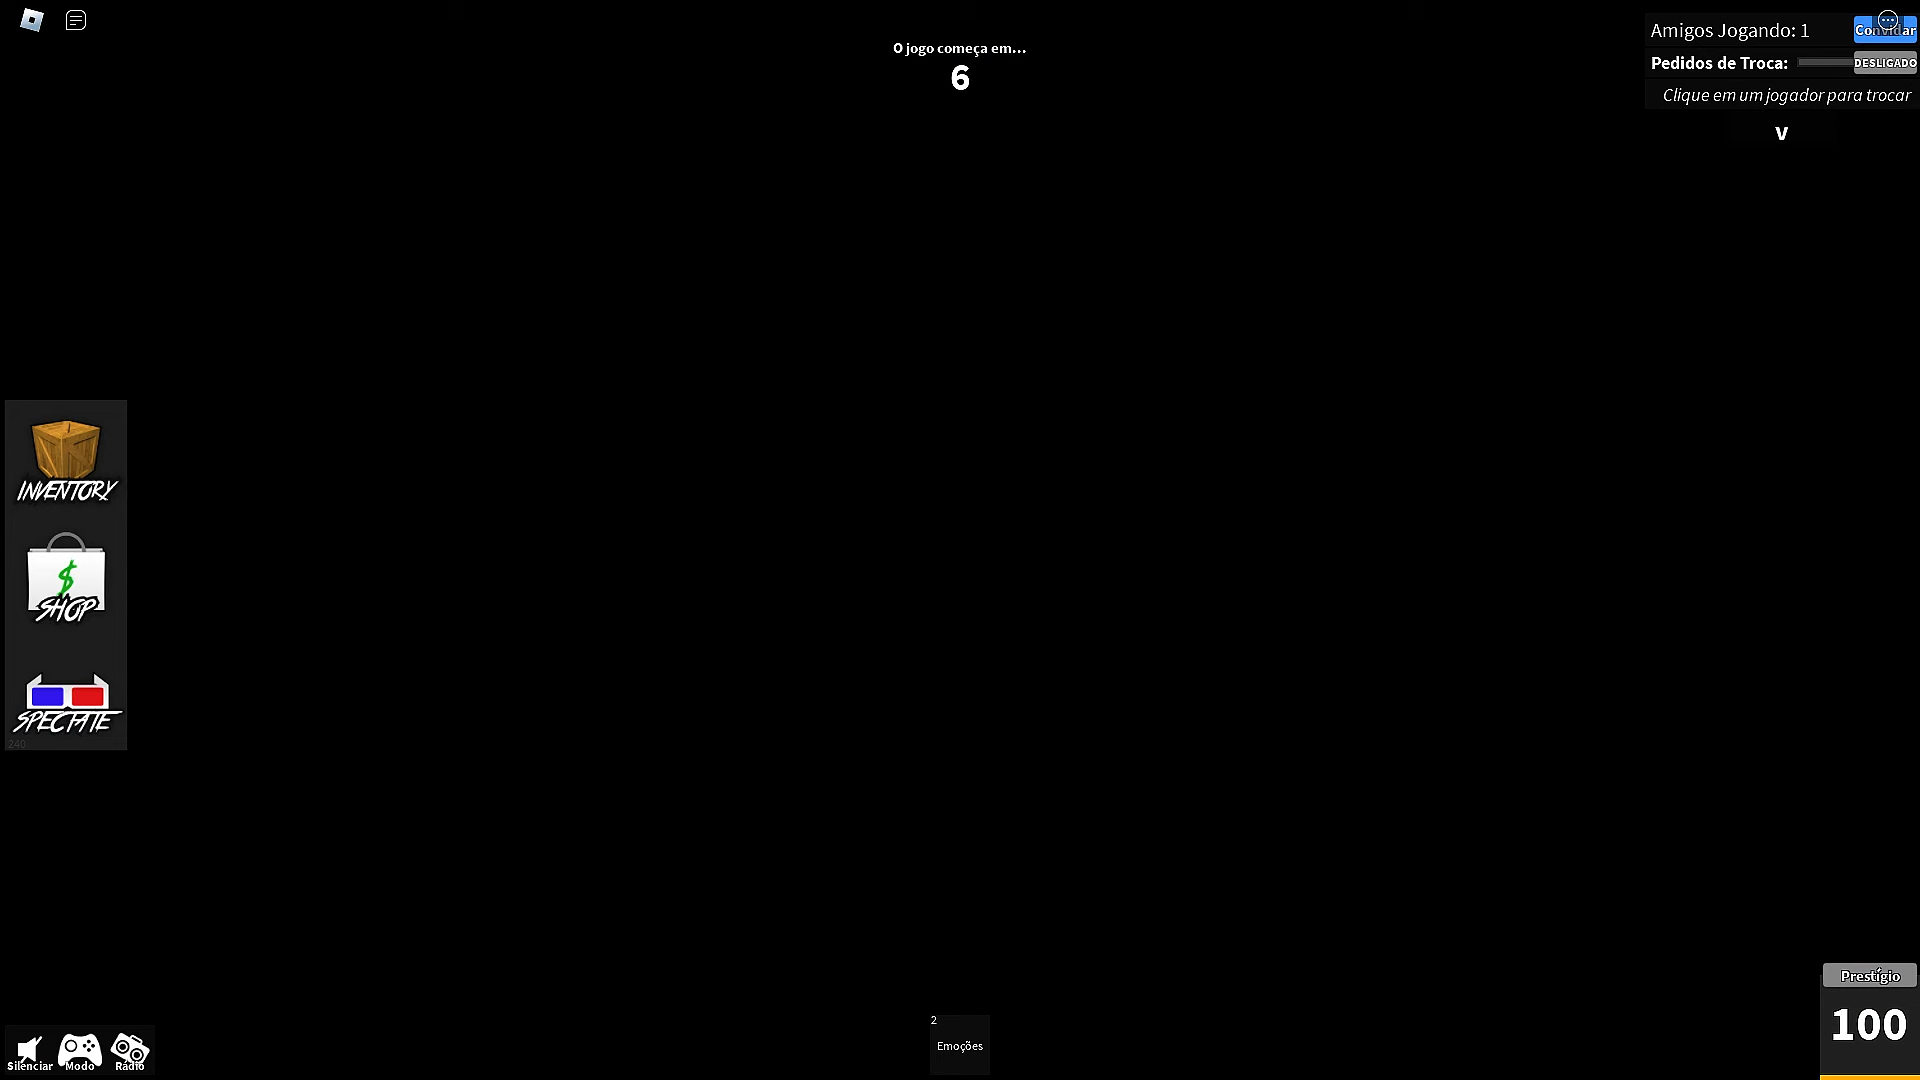 O jogo começa em...
6
Amigos Jogando: 1
Convidar
Pedidos de Troca:
DESLIGADO
Clique em um jogador para trocar
v
INVENTORY
$
SHOP
SPECTATE
240
Prestígio
100
2
Emoções
Silenciar
Modo
Rádio